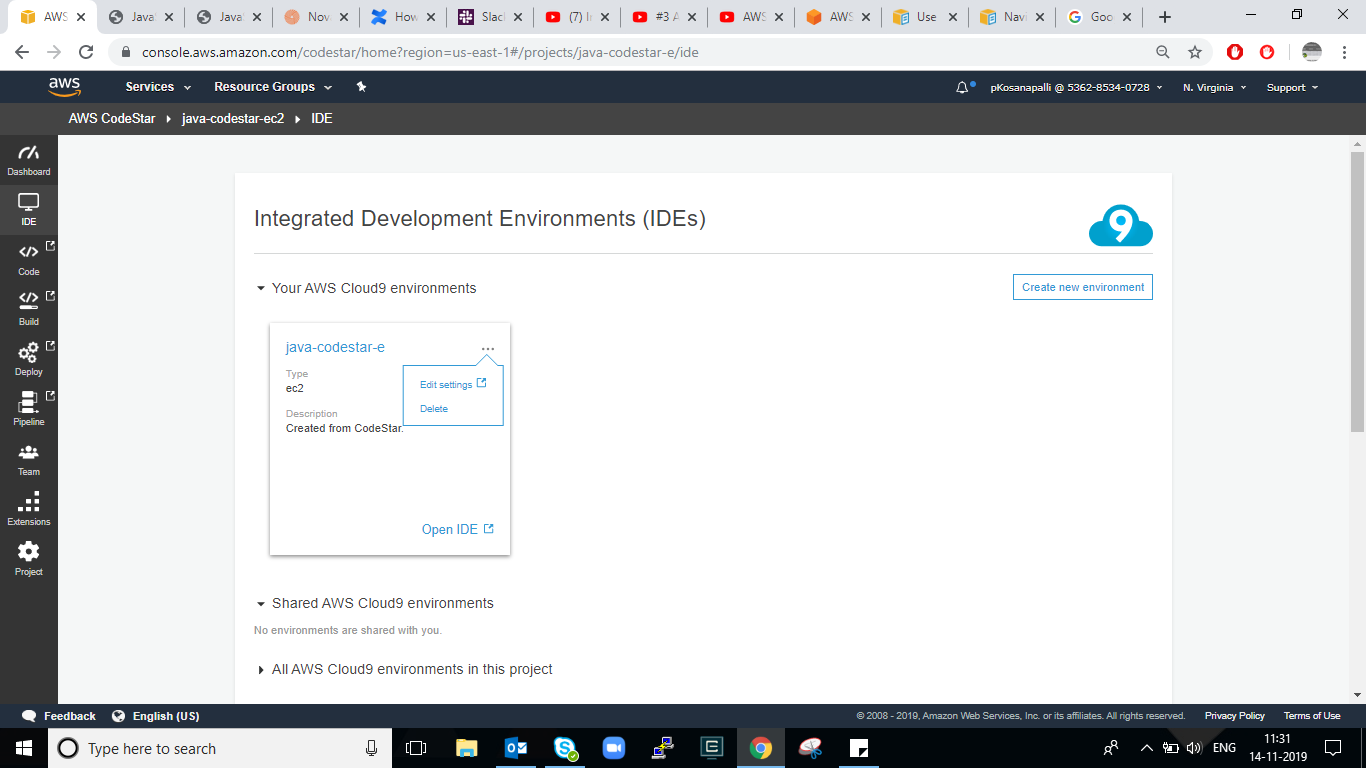 AWS
Java
Java
Nov
How
Slac
(7) I
#3 A
AWS
AWS
Use
Navi
Goo
console.aws.amazon.com/codestar/home?region=us-east-1#/projects/java-codestar-e/ide
aws Services Resource Groups pKosanapalli @ 5362-8534-0728 N. Virginia Support
AWS CodeStar java-codestar-ec2 IDE
Dashboard
IDE
Code
Build
Deploy
Pipeline
Team
Extensions
Project
Integrated Development Environments (IDEs)
9
Your AWS Cloud9 environments
Create new environment
java-codestar-e ...
Type
ec2
Description
Created from CodeStar.
Edit settings
Delete
Open IDE
Shared AWS Cloud9 environments
No environments are shared with you.
All AWS Cloud9 environments in this project
Feedback English (US) © 2008 - 2019, Amazon Web Services, Inc. or its affiliates. All rights reserved. Privacy Policy Terms of Use
Type here to search
ENG
11:31
14-11-2019